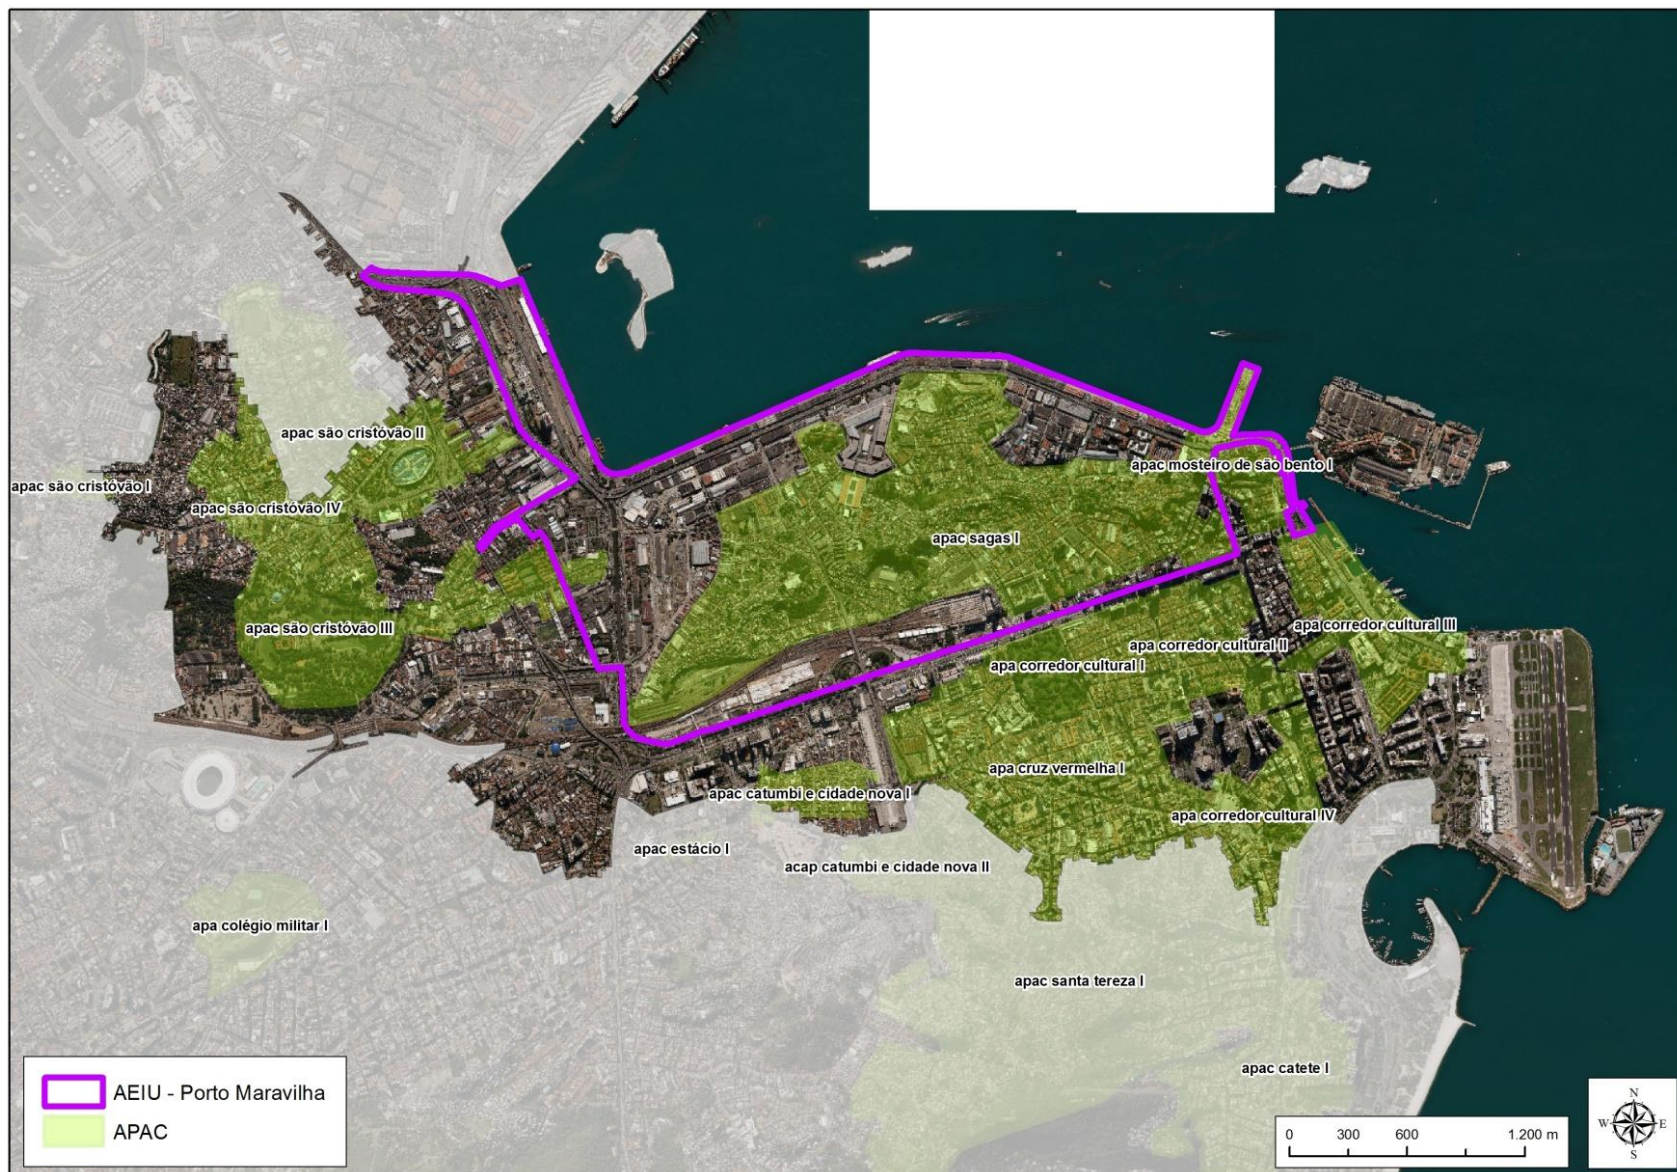 apac são cristóvão II
apac mosteiro de são bento I
apac são cristóvão I
apac são cristóvão IV
apac sagas I
apac são cristóvão III
apa corredor cultural III
apa corredor cultural II
apa corredor cultural I
apa cruz vermelha I
apac catumbi e cidade nova I
apa corredor cultural IV
apac estácio I
acap catumbi e cidade nova II
apa colégio militar I
apac santa tereza I
apac catete I
AEIU - Porto Maravilha
APAC
0 300 600 1.200 m
N
W E
S